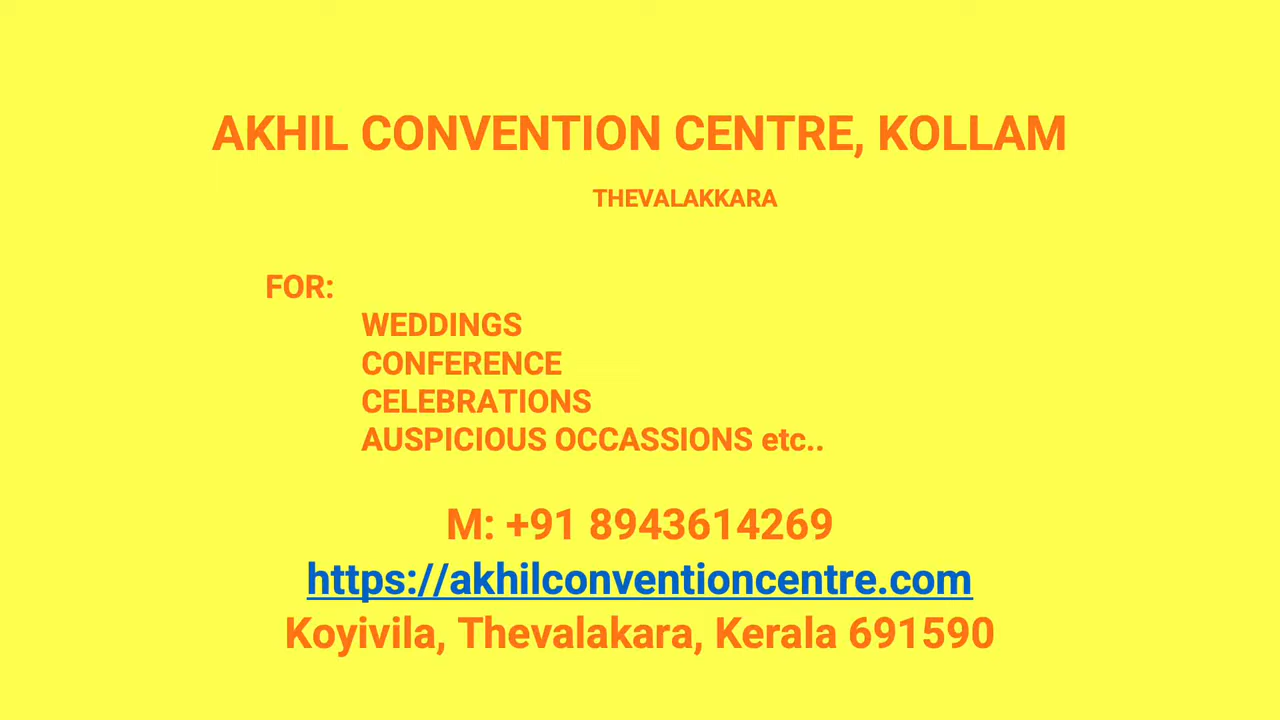 AKHIL CONVENTION CENTRE, KOLLAM
THEVALAKKARA
FOR:
WEDDINGS
CONFERENCE
CELEBRATIONS
AUSPICIOUS OCCASSIONS etc..
M: +91 8943614269
https://akhilconventioncentre.com
Koyivila, Thevalakara, Kerala 691590